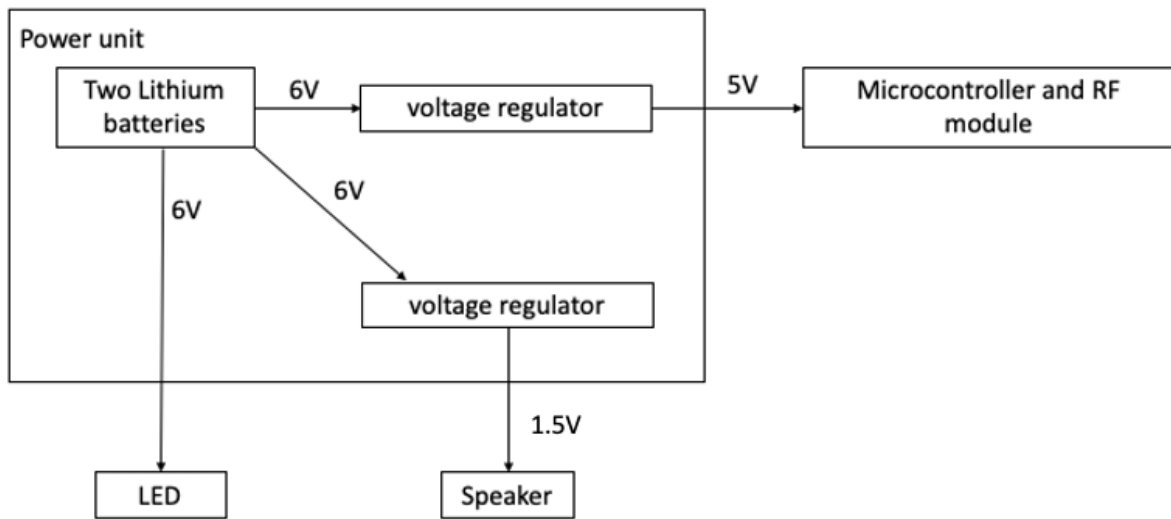 Power unit
Two Lithium
batteries
6V
voltage regulator
5V
Microcontroller and RF
module
6V
6V
voltage regulator
1.5V
LED
Speaker